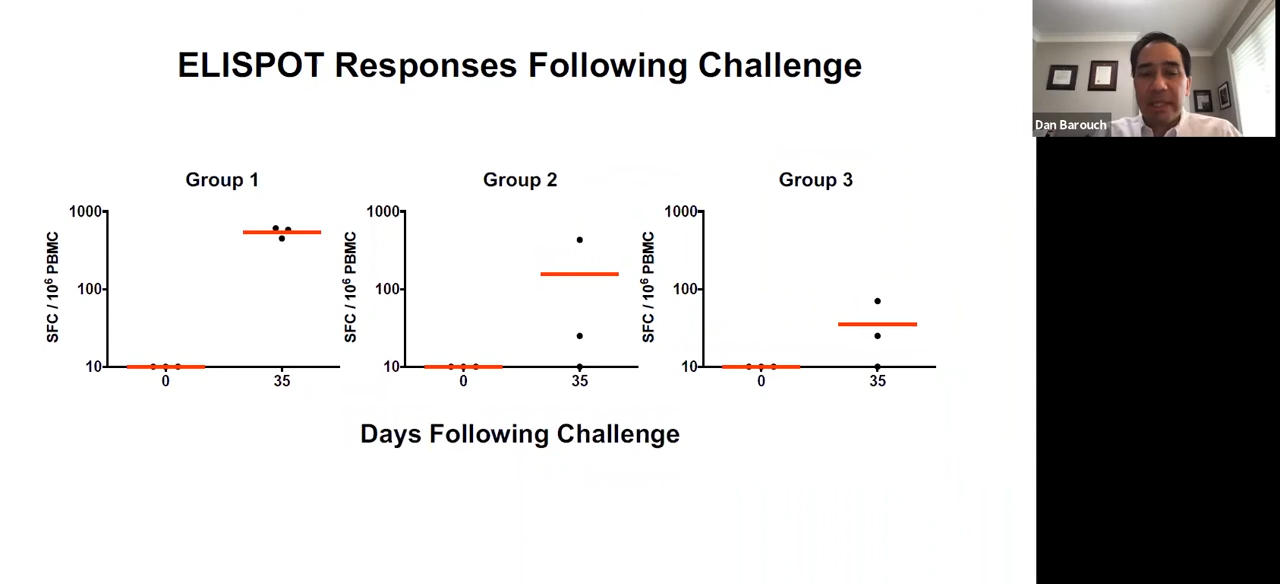 ELISPOT Responses Following Challenge
Dan Barouch
Group 1
Group 2
Group 3
1000
100
10
SFC / 10⁶ PBMC
0
35
1000
100
10
SFC / 10⁶ PBMC
0
35
1000
100
10
SFC / 10⁶ PBMC
0
35
Days Following Challenge